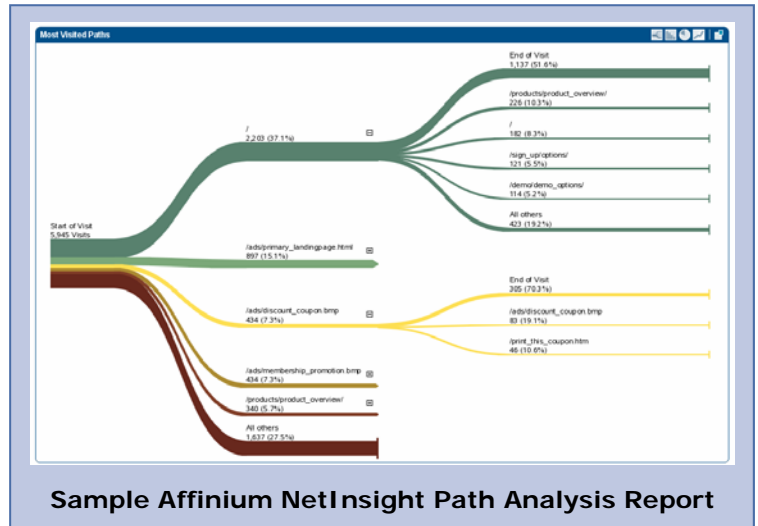 Most Visited Paths
End of Visit
1,137 (51.6%)
/products/product_overview/
226 (10.3%)
/
2,203 (37.1%)
/
182 (8.3%)
/sign_up/options/
121 (5.5%)
/demo/demo_options/
114 (5.2%)
All others
423 (19.2%)
Start of Visit
5,945 Visits
/ads/primary_landingpage.html
897 (15.1%)
End of Visit
305 (70.3%)
/ads/discount_coupon.bmp
434 (7.3%)
/ads/discount_coupon.bmp
83 (19.1%)
/print_this_coupon.htm
46 (10.6%)
/ads/membership_promotion.bmp
434 (7.3%)
/products/product_overview/
340 (5.7%)
All others
1,637 (27.5%)
Sample Affinium NetInsight Path Analysis Report